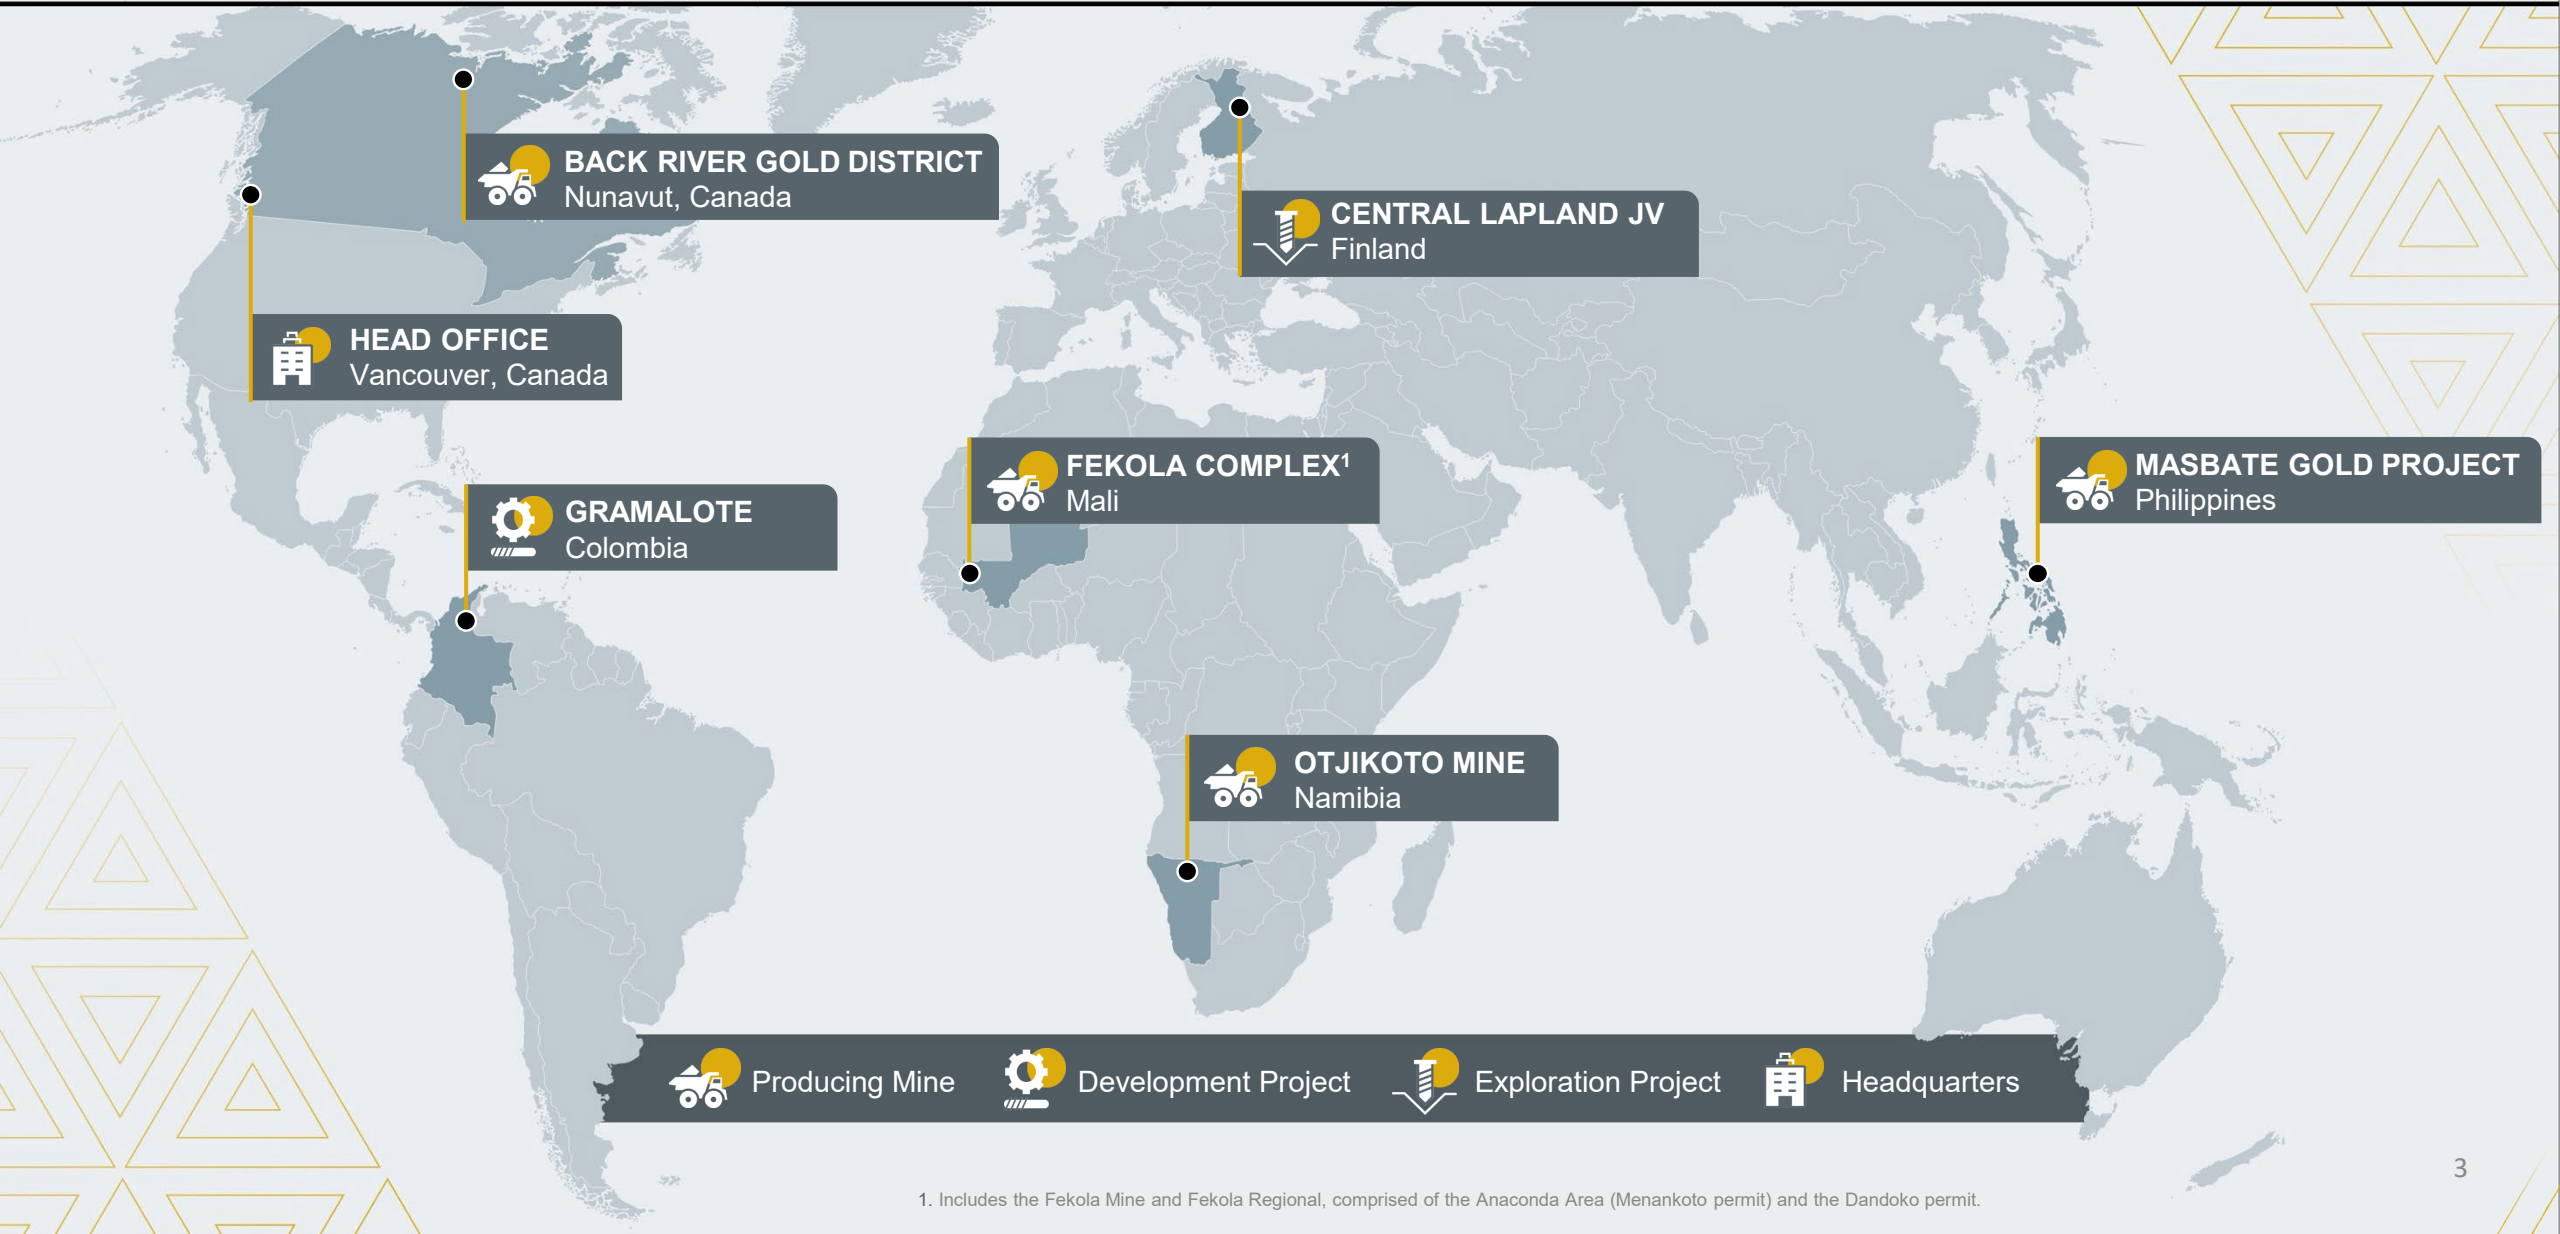 BACK RIVER GOLD DISTRICT
Nunavut, Canada
CENTRAL LAPLAND JV
Finland
HEAD OFFICE
Vancouver, Canada
FEKOLA COMPLEX¹
Mali
MASBATE GOLD PROJECT
Philippines
GRAMALOTE
Colombia
OTJIKOTO MINE
Namibia
Producing Mine
Development Project
Exploration Project
Headquarters
3
1. Includes the Fekola Mine and Fekola Regional, comprised of the Anaconda Area (Menankoto permit) and the Dandoko permit.